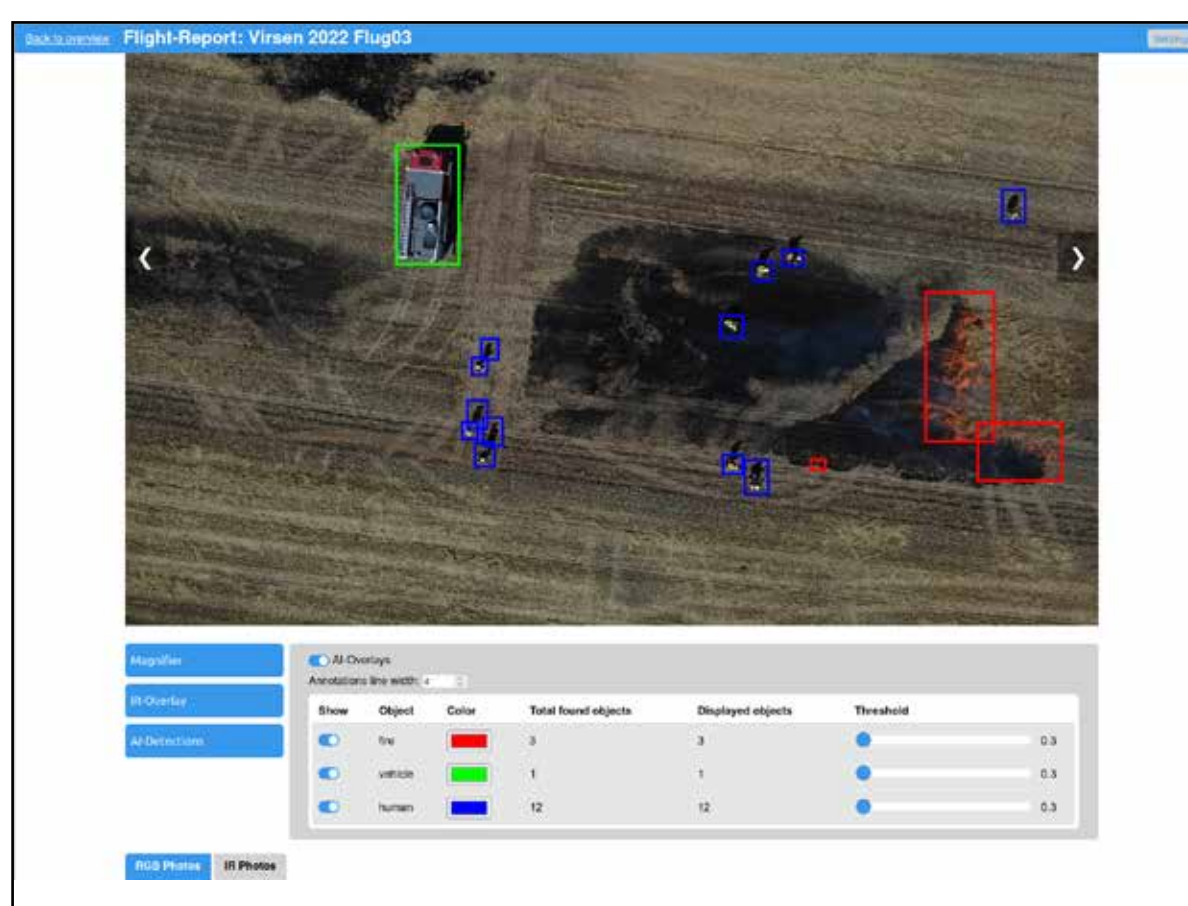 Back to overview Flight-Report: Virsen 2022 Flug03 Settings
Magnifier
IR-Overlay
AI-Detections
AI-Overlays
Annotations line width: 4
Show Object Color Total found objects Displayed objects Threshold
fire 3 3 0.3
vehicle 1 1 0.3
human 12 12 0.3
RGB Photos IR Photos